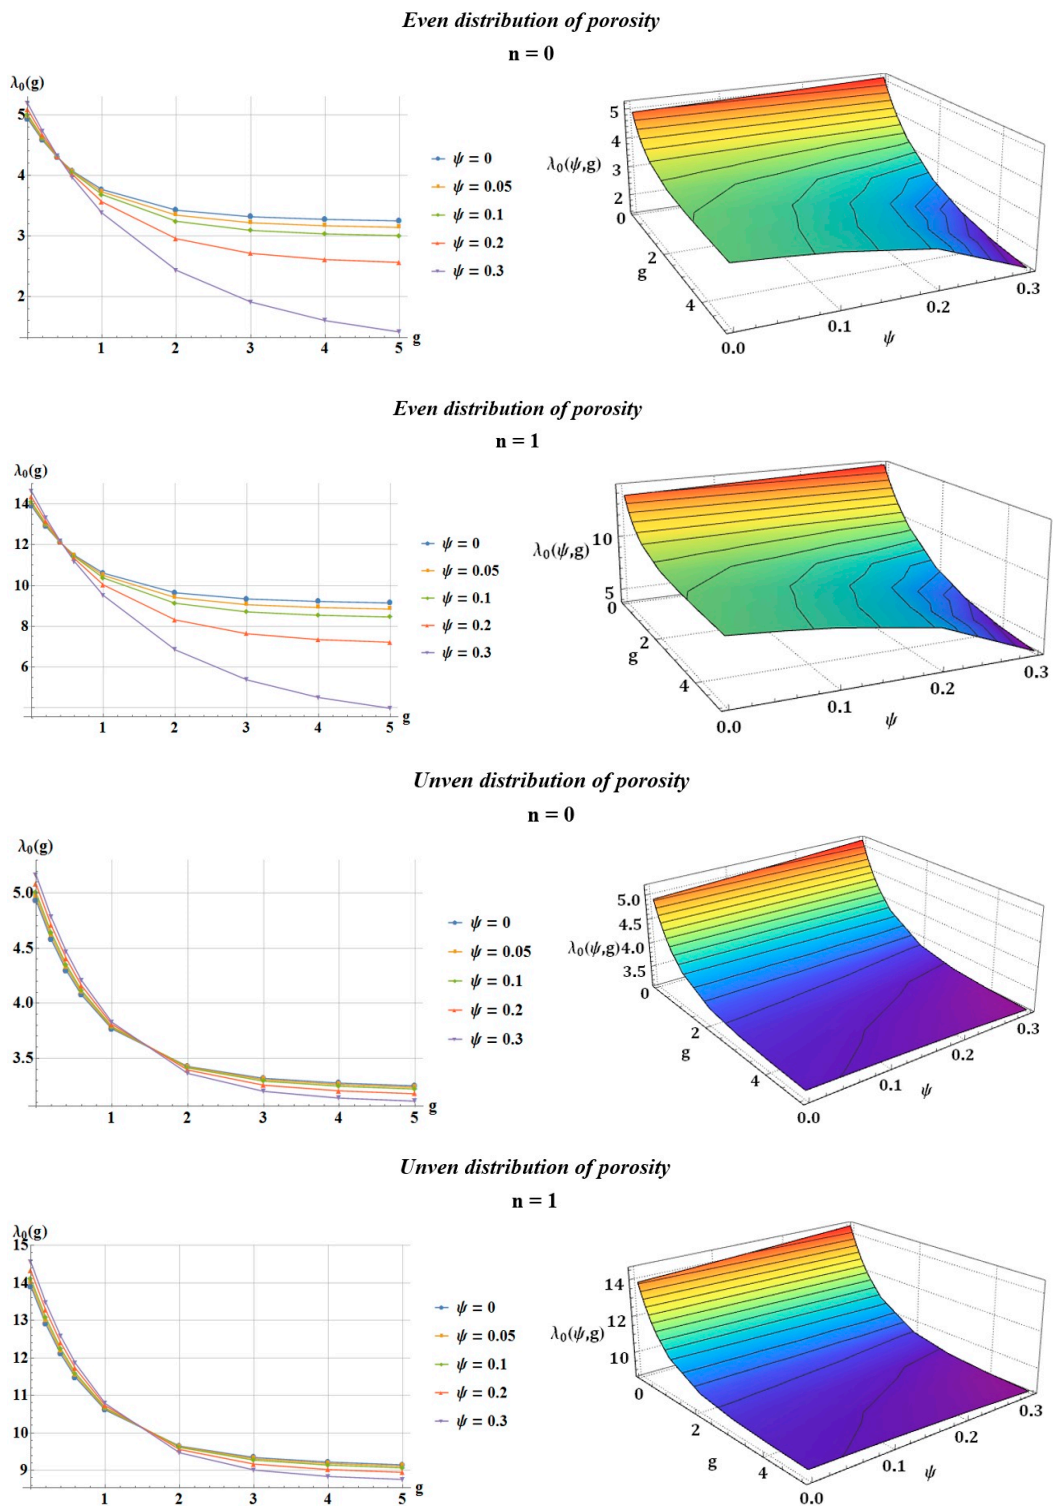 Even distribution of porosity
n = 0
λ₀(g)
5
4
3
2
1
2
3
4
5
g
ψ = 0
ψ = 0.05
ψ = 0.1
ψ = 0.2
ψ = 0.3
5
4
3
2
λ₀(ψ,g)
0
2
4
g
0.0
0.1
0.2
0.3
ψ
Even distribution of porosity
n = 1
λ₀(g)
14
12
10
8
6
1
2
3
4
5
g
ψ = 0
ψ = 0.05
ψ = 0.1
ψ = 0.2
ψ = 0.3
10
5
λ₀(ψ,g)
0
2
4
g
0.0
0.1
0.2
0.3
ψ
Unven distribution of porosity
n = 0
λ₀(g)
5.0
4.5
4.0
3.5
1
2
3
4
5
g
ψ = 0
ψ = 0.05
ψ = 0.1
ψ = 0.2
ψ = 0.3
5.0
4.5
λ₀(ψ,g) 4.0
3.5
0
2
4
g
0.0
0.1
0.2
0.3
ψ
Unven distribution of porosity
n = 1
λ₀(g)
15
14
13
12
11
10
9
1
2
3
4
5
g
ψ = 0
ψ = 0.05
ψ = 0.1
ψ = 0.2
ψ = 0.3
14
12
10
λ₀(ψ,g)
0
2
4
g
0.0
0.1
0.2
0.3
ψ